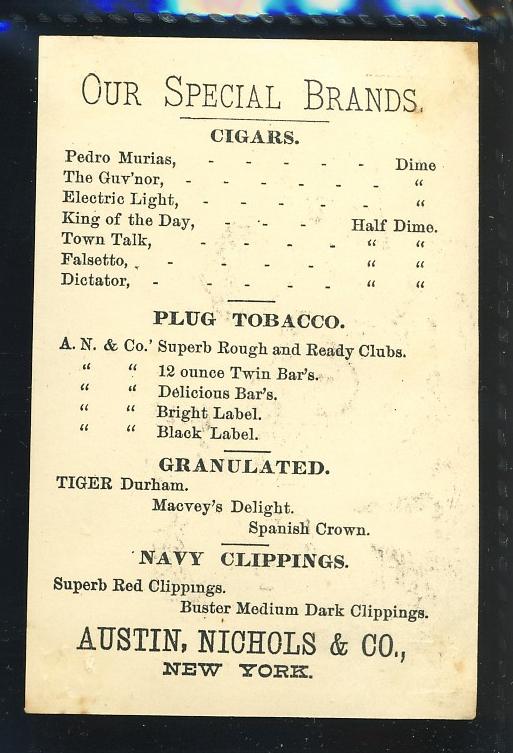 OUR SPECIAL BRANDS.
CIGARS.
Pedro Murias, - - - - - Dime
The Guv'nor, - - - - - - “
Electric Light, - - - - - “
King of the Day, - - - Half Dime.
Town Talk, - - - - “ “
Falsetto, - - - - - “ “
Dictator, - - - - - “ “
PLUG TOBACCO.
A. N. & Co.' Superb Rough and Ready Clubs.
“ “ 12 ounce Twin Bar's.
“ “ Delicious Bar's.
“ “ Bright Label.
“ “ Black Label.
GRANULATED.
TIGER Durham.
Macvey's Delight.
Spanish Crown.
NAVY CLIPPINGS.
Superb Red Clippings.
Buster Medium Dark Clippings.
AUSTIN, NICHOLS & CO.,
NEW YORK.